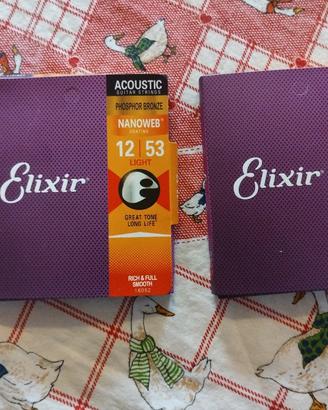 ACOUSTIC
GUITAR STRINGS
PHOSPHOR BRONZE
NANOWEB®
COATING
12 53
LIGHT
GREAT TONE
LONG LIFE
RICH & FULL
SMOOTH
16052
Elixir®
Elixir®